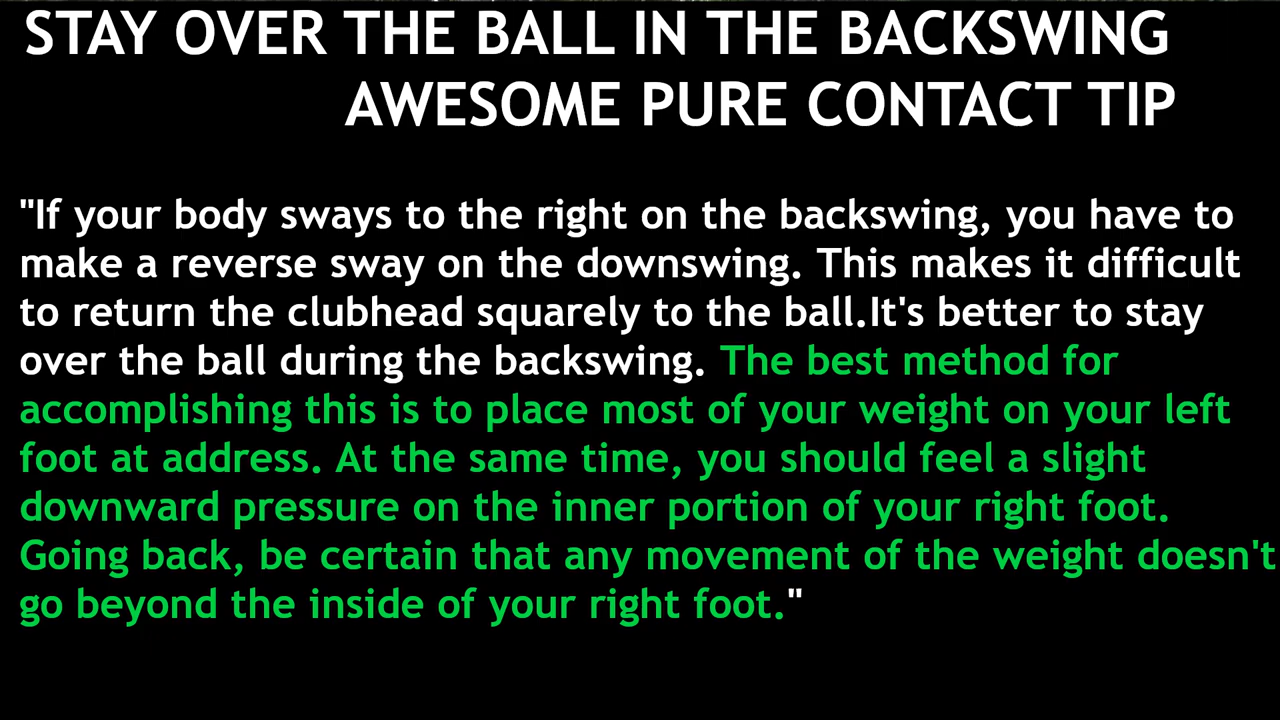 STAY OVER THE BALL IN THE BACKSWING
AWESOME PURE CONTACT TIP
"If your body sways to the right on the backswing, you have to
make a reverse sway on the downswing. This makes it difficult
to return the clubhead squarely to the ball.It's better to stay
over the ball during the backswing. The best method for
accomplishing this is to place most of your weight on your left
foot at address. At the same time, you should feel a slight
downward pressure on the inner portion of your right foot.
Going back, be certain that any movement of the weight doesn't
go beyond the inside of your right foot."